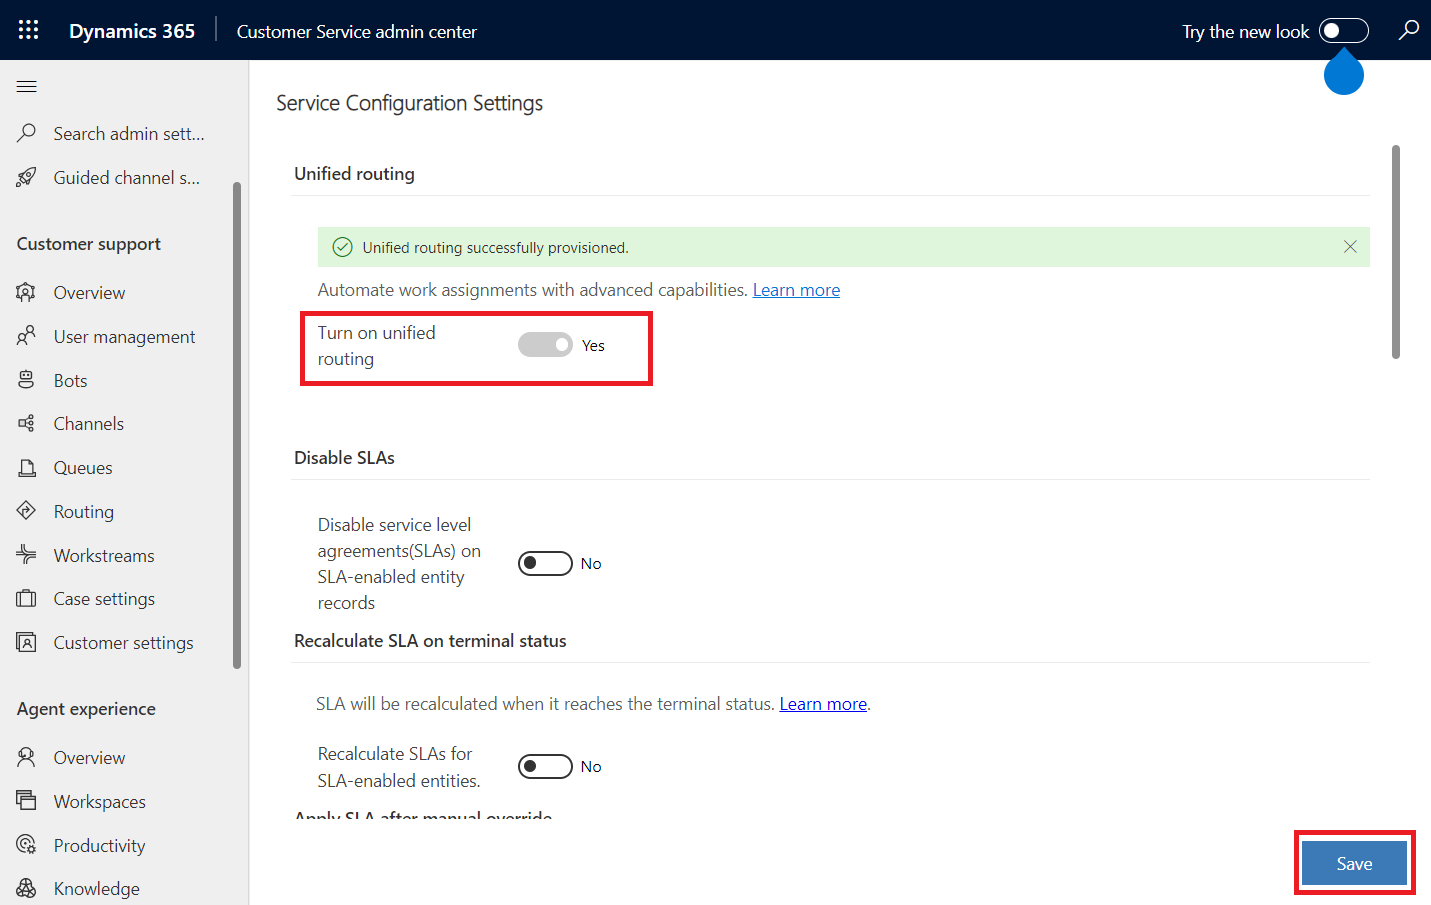 Dynamics 365
Customer Service admin center
Try the new look
Search admin sett...
Guided channel s...
Customer support
Overview
User management
Bots
Channels
Queues
Routing
Workstreams
Case settings
Customer settings
Agent experience
Overview
Workspaces
Productivity
Knowledge
Service Configuration Settings
Unified routing
Unified routing successfully provisioned.
Automate work assignments with advanced capabilities. Learn more
Turn on unified
routing
Yes
Disable SLAs
Disable service level
agreements(SLAs) on
SLA-enabled entity
records
No
Recalculate SLA on terminal status
SLA will be recalculated when it reaches the terminal status. Learn more.
Recalculate SLAs for
SLA-enabled entities.
No
Apply SLA after manual override
Save